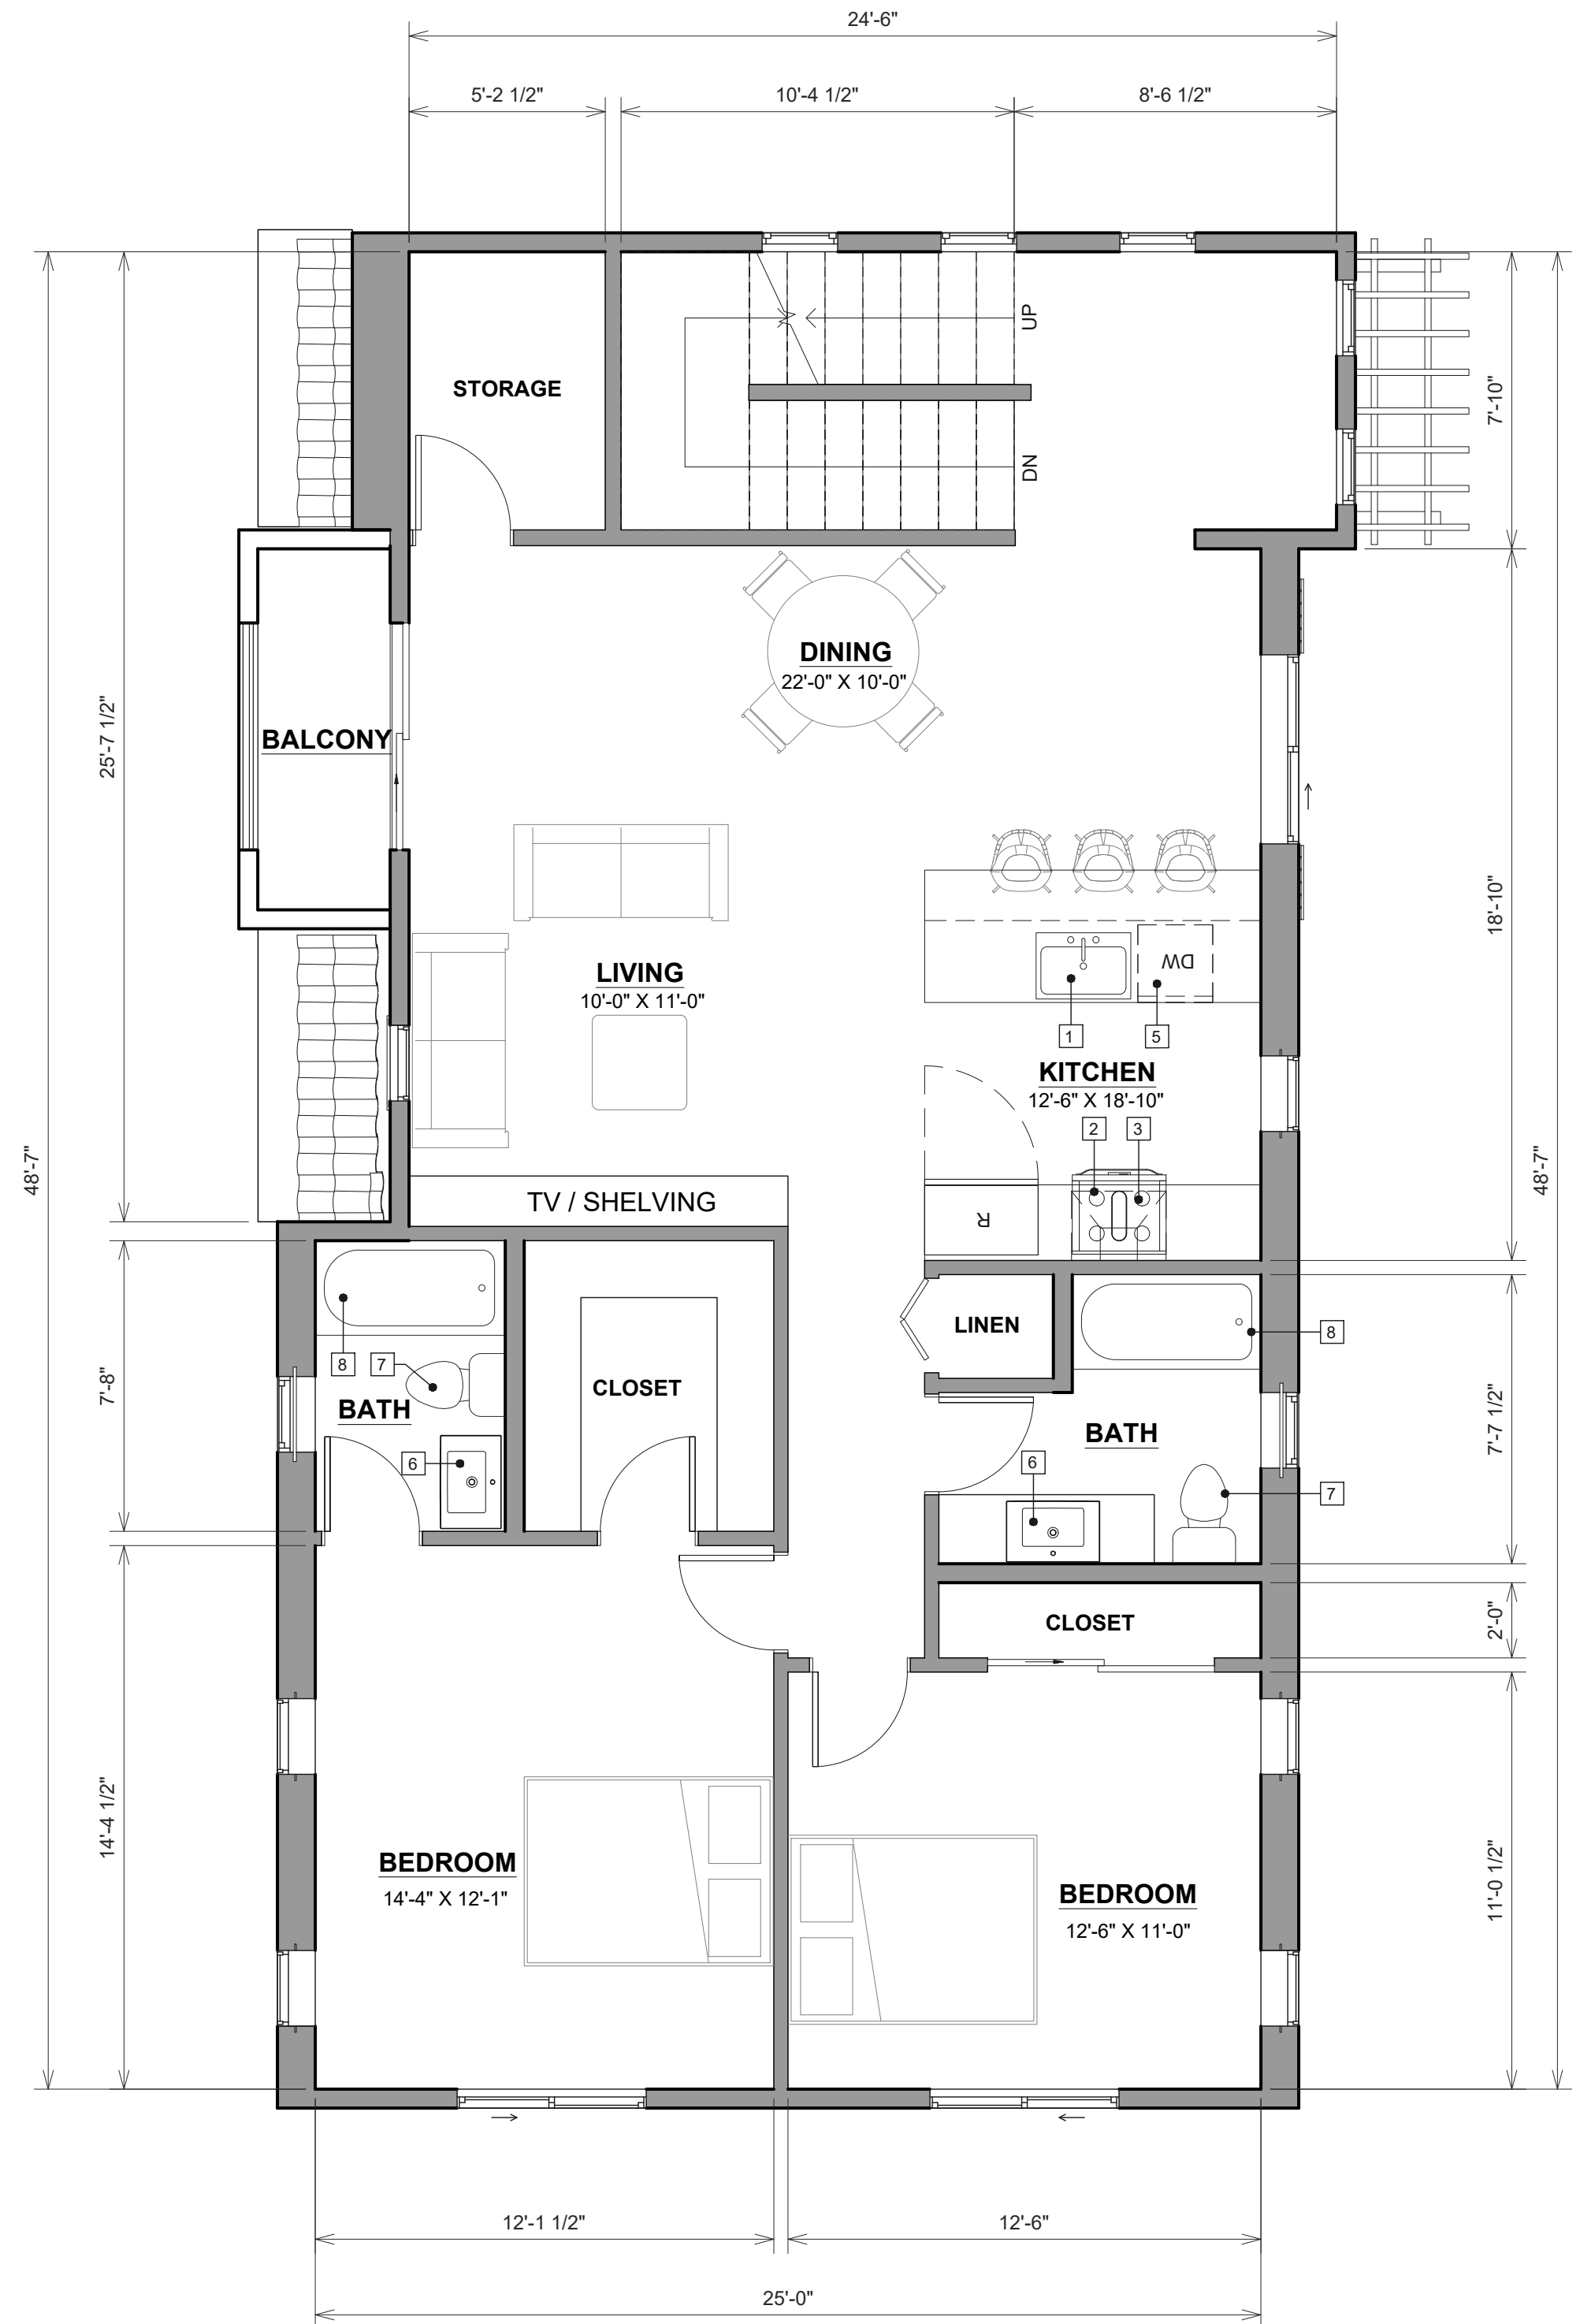 24'-6"
5'-2 1/2"
10'-4 1/2"
8'-6 1/2"
UP
STORAGE
7'-10"
DN
DINING
22'-0" X 10'-0"
25'-7 1/2"
BALCONY
18'-10"
LIVING
10'-0" X 11'-0"
DW
1
5
KITCHEN
12'-6" X 18'-10"
2
3
48'-7"
48'-7"
TV / SHELVING
R
LINEN
8
8
7
7'-8"
CLOSET
BATH
7'-7 1/2"
BATH
6
6
7
2'-0"
CLOSET
14'-4 1/2"
BEDROOM
14'-4" X 12'-1"
BEDROOM
12'-6" X 11'-0"
11'-0 1/2"
12'-1 1/2"
12'-6"
25'-0"